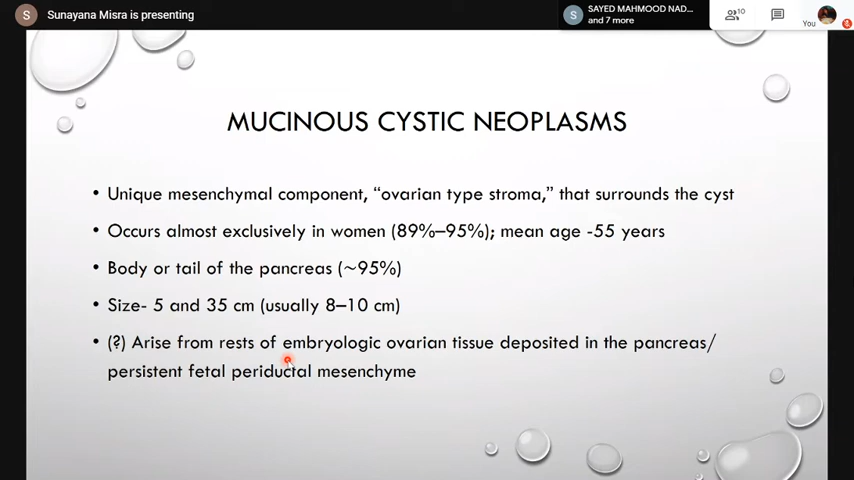 S Sunayana Misra is presenting
S SAYED MAHMOOD NAD...
and 7 more
10
You
MUCINOUS CYSTIC NEOPLASMS
• Unique mesenchymal component, “ovarian type stroma,” that surrounds the cyst
• Occurs almost exclusively in women (89%–95%); mean age -55 years
• Body or tail of the pancreas (~95%)
• Size- 5 and 35 cm (usually 8–10 cm)
• (?) Arise from rests of embryologic ovarian tissue deposited in the pancreas/
persistent fetal periductal mesenchyme